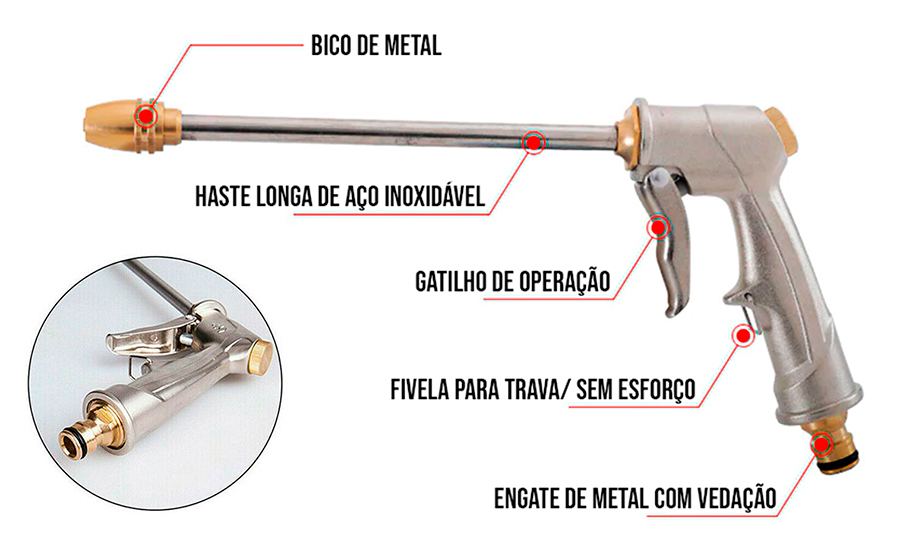 BICO DE METAL
HASTE LONGA DE AÇO INOXIDÁVEL
GATILHO DE OPERAÇÃO
FIVELA PARA TRAVA/ SEM ESFORÇO
ENGATE DE METAL COM VEDAÇÃO